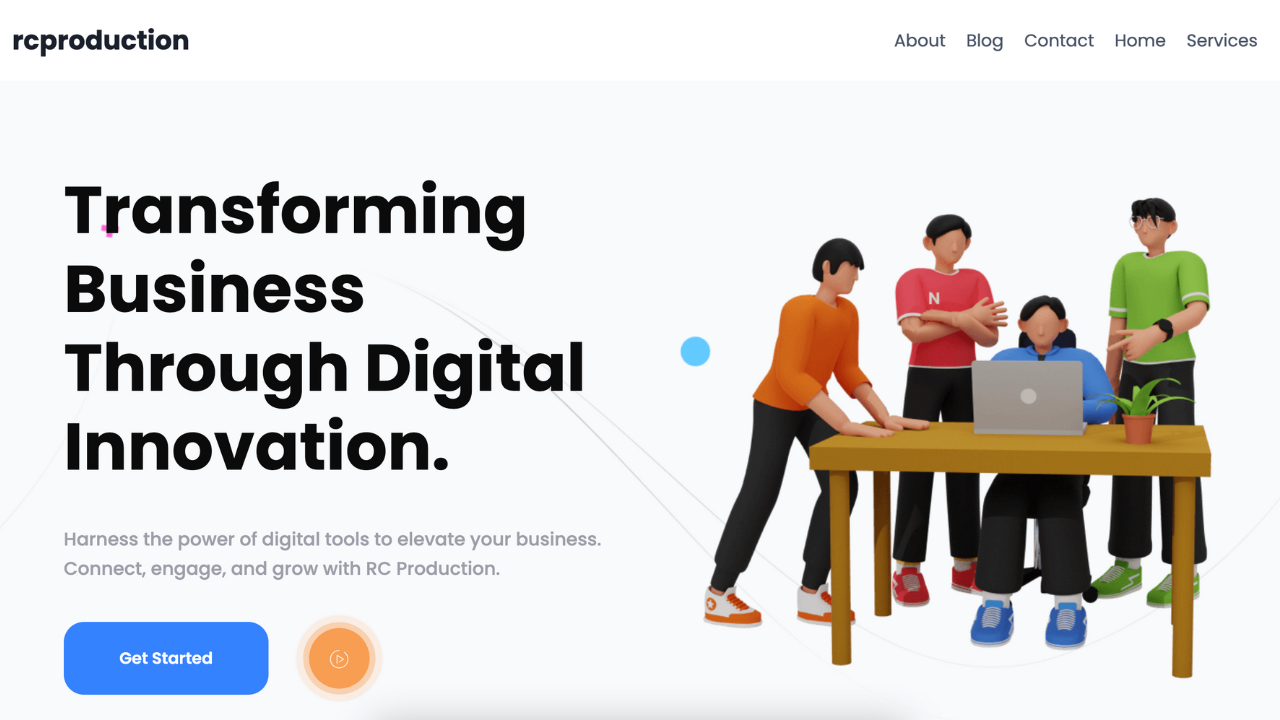 rcproduction
About Blog Contact Home Services
Transforming
Business
Through Digital
Innovation.
N
Harness the power of digital tools to elevate your business.
Connect, engage, and grow with RC Production.
Get Started